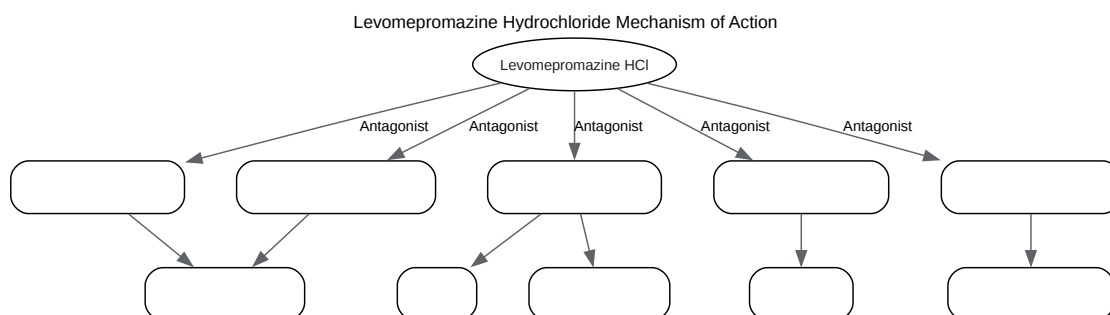 Levomepromazine Hydrochloride Mechanism of Action
Levomepromazine HCl
Antagonist
Antagonist
Antagonist
Antagonist
Antagonist